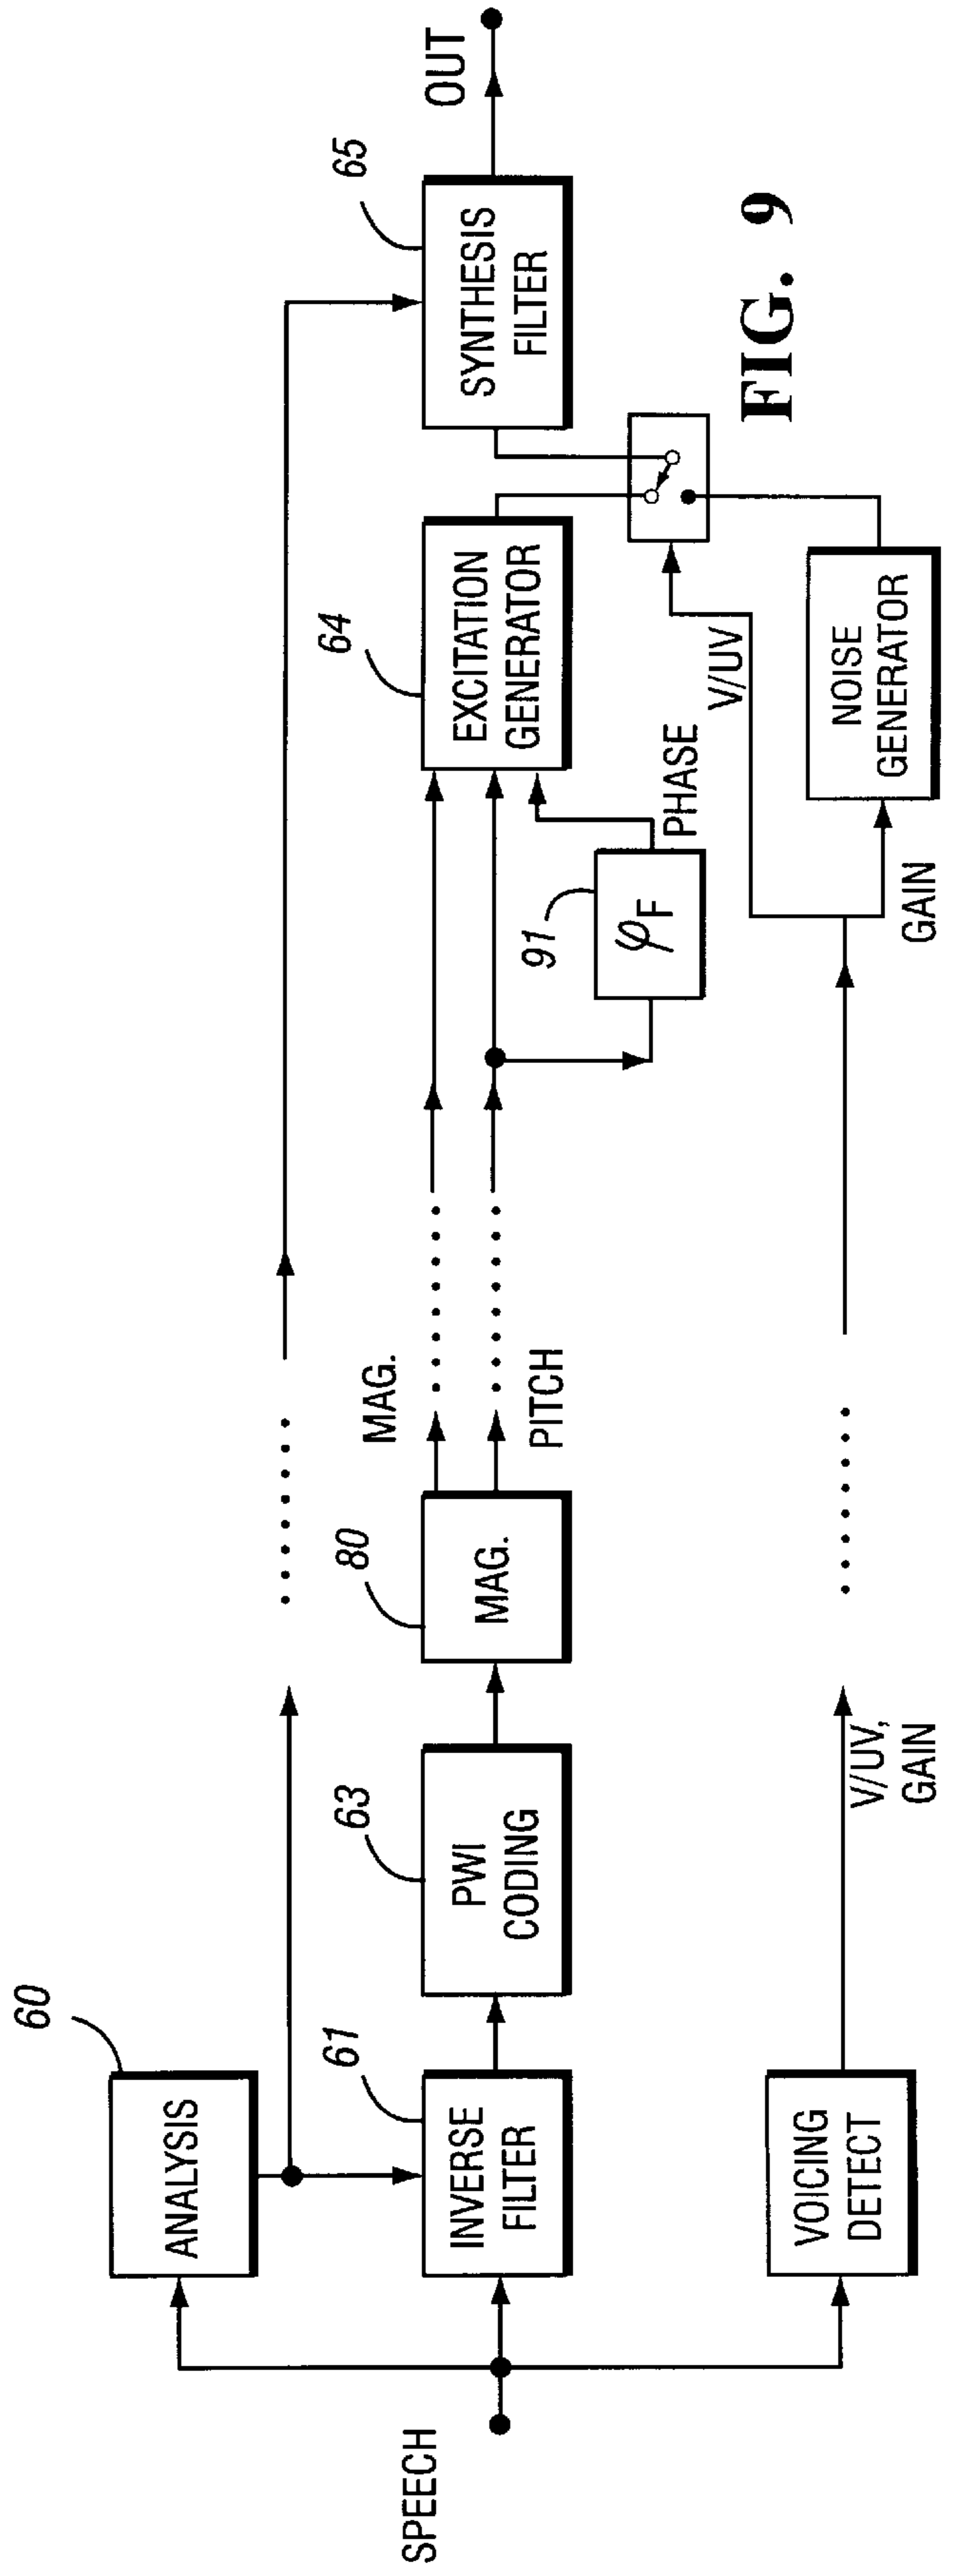 60
ANALYSIS
SPEECH
61
INVERSE
FILTER
63
PWI
CODING
80
MAG.
MAG.
PITCH
91
φF
PHASE
64
EXCITATION
GENERATOR
65
SYNTHESIS
FILTER
OUT
VOICING
DETECT
V/UV,
GAIN
V/UV
GAIN
NOISE
GENERATOR
FIG. 9